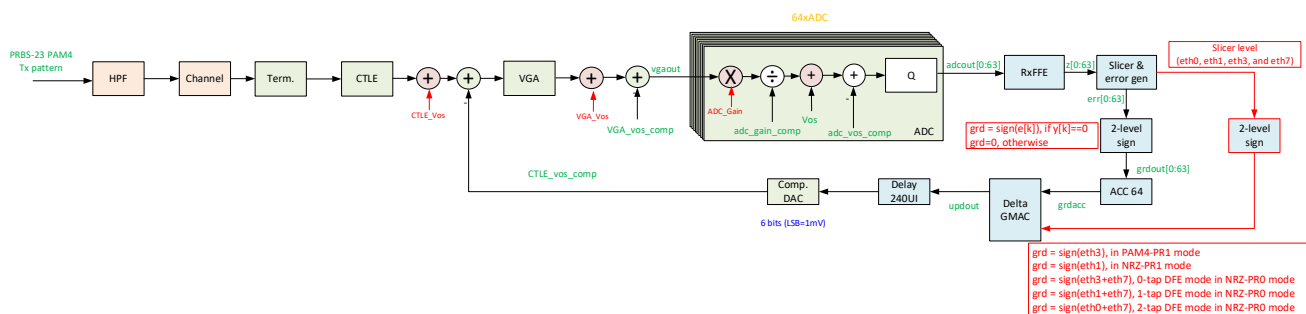 64xADC
PRBS-23 PAM4
Tx pattern
HPF
Channel
Term.
CTLE
+
+
-
CTLE_Vos
VGA
+
+
-
VGA_Vos
VGA_vos_comp
vgaout
X
÷
+
+
-
Q
ADC_Gain
adc_gain_comp
Vos
adc_vos_comp
ADC
adcout[0:63]
RxFFE
z[0:63]
Slicer &
error gen
Slicer level
(eth0, eth1, eth3, and eth7)
err[0:63]
grd = sign(e[k]), if y[k]==0
grd=0, otherwise
2-level
sign
2-level
sign
grdout[0:63]
ACC 64
grdacc
Delta
GMAC
updout
Delay
240UI
Comp.
DAC
6 bits (LSB=1mV)
CTLE_vos_comp
grd = sign(eth3), in PAM4-PR1 mode
grd = sign(eth1), in NRZ-PR1 mode
grd = sign(eth3+eth7), 0-tap DFE mode in NRZ-PR0 mode
grd = sign(eth1+eth7), 1-tap DFE mode in NRZ-PR0 mode
grd = sign(eth0+eth7), 2-tap DFE mode in NRZ-PR0 mode